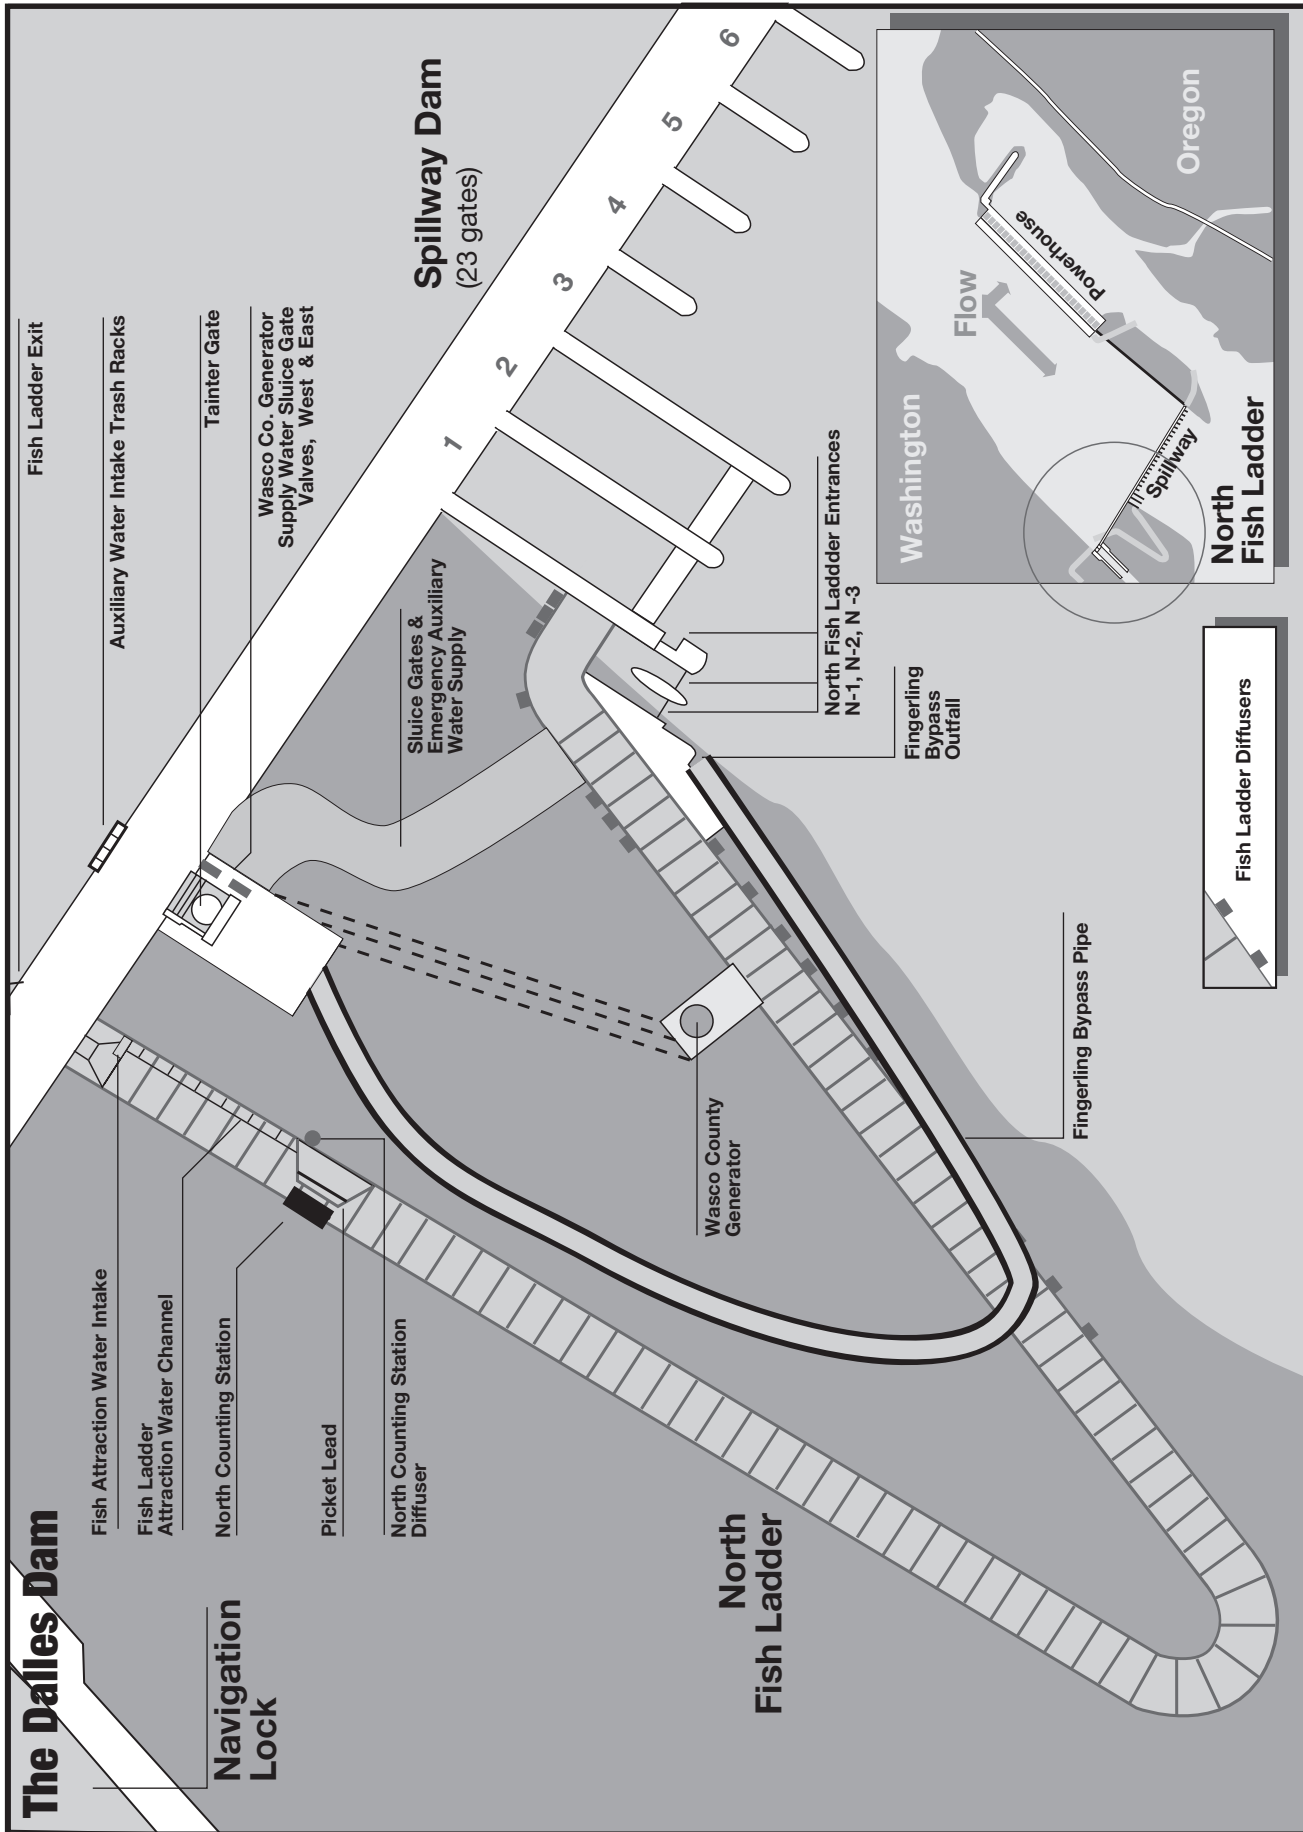 The Dalles Dam
Navigation
Lock
Fish Attraction Water Intake
Fish Ladder
Attraction Water Channel
North Counting Station
Picket Lead
North Counting Station
Diffuser
Fish Ladder Exit
Auxiliary Water Intake Trash Racks
Tainter Gate
Wasco Co. Generator
Supply Water Sluice Gate
Valves, West & East
Spillway Dam
(23 gates)
1
2
3
4
5
6
Sluice Gates &
Emergency Auxiliary
Water Supply
North Fish Laddder Entrances
N-1, N-2, N -3
Fingerling
Bypass
Outfall
Wasco County
Generator
North
Fish Ladder
Fingerling Bypass Pipe
Fish Ladder Diffusers
Washington
Flow
Powerhouse
Oregon
Spillway
North
Fish Ladder